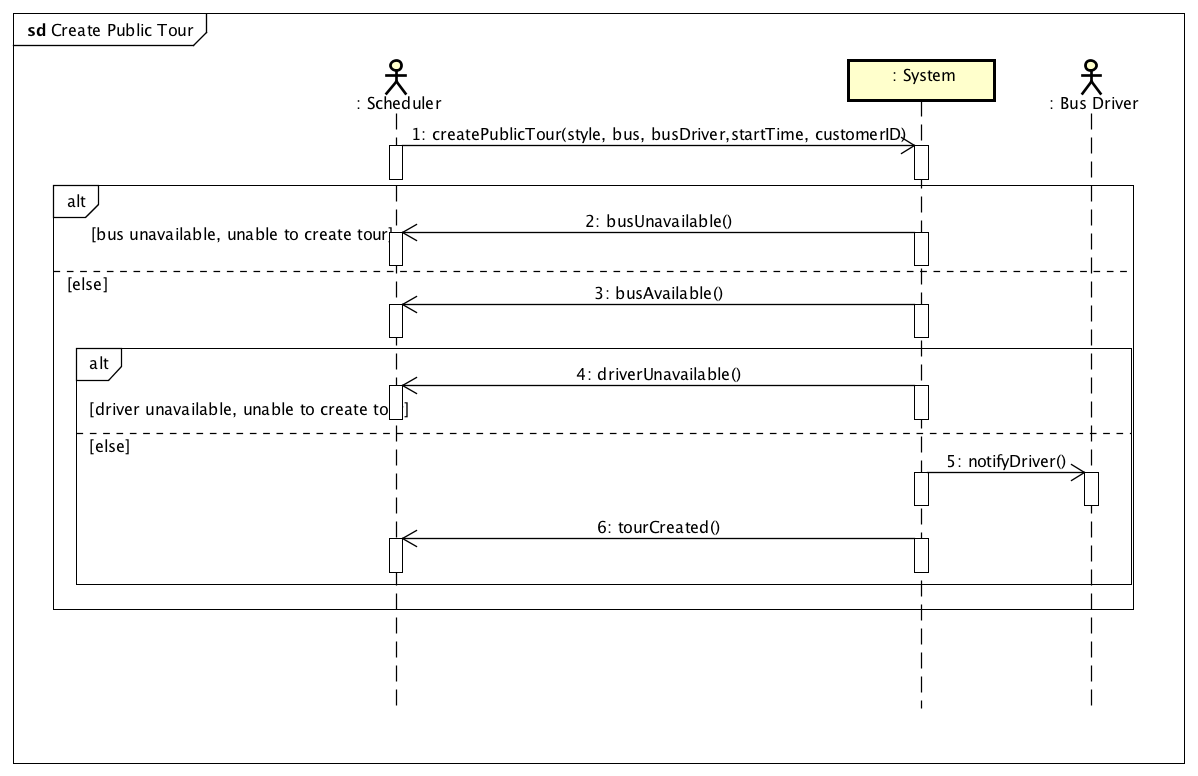 sd Create Public Tour
: Scheduler
: System
: Bus Driver
1: createPublicTour(style, bus, busDriver,startTime, customerID)
alt
2: busUnavailable()
[bus unavailable, unable to create tour]
[else]
3: busAvailable()
alt
4: driverUnavailable()
[driver unavailable, unable to create to ]
[else]
5: notifyDriver()
6: tourCreated()